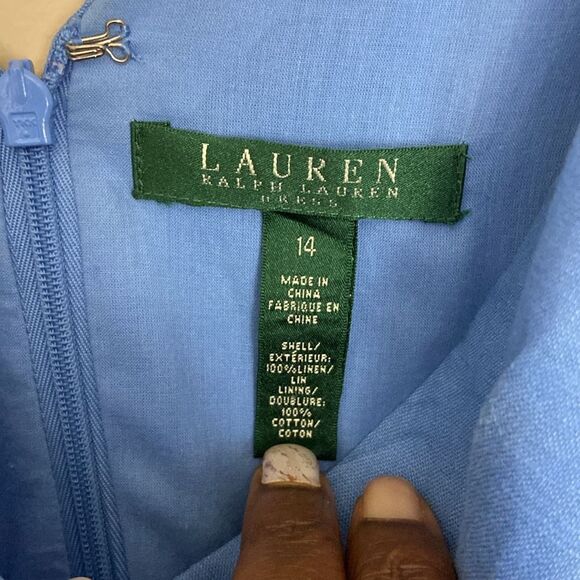 LAUREN
RALPH LAUREN
DRESS
14
MADE IN
CHINA
FABRIQUE EN
CHINE
SHELL/
EXTÉRIEUR:
100%LINEN/
LIN
LINING/
DOUBLURE:
100%
COTTON/
COTON